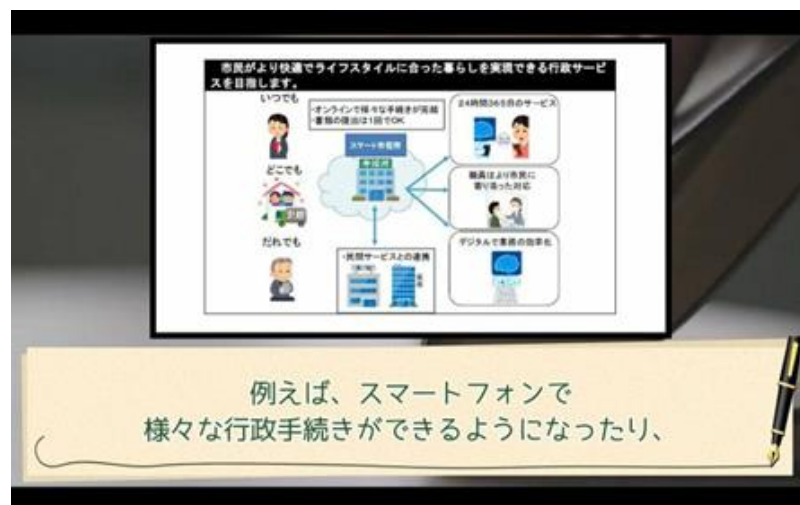 市民がより快適でライフスタイルに合った暮らしを実現できる行政サービ
スを目指します。
いつでも
・オンラインで様々な手続きが完結
・書類の提出は1回でOK
24時間365日のサービス
スマート市役所
市役所
どこでも
職員はより市民に
寄り添った対応
だれでも
・民間サービスとの連携
デジタルで業務の効率化
例えば、スマートフォンで
様々な行政手続きができるようになったり、